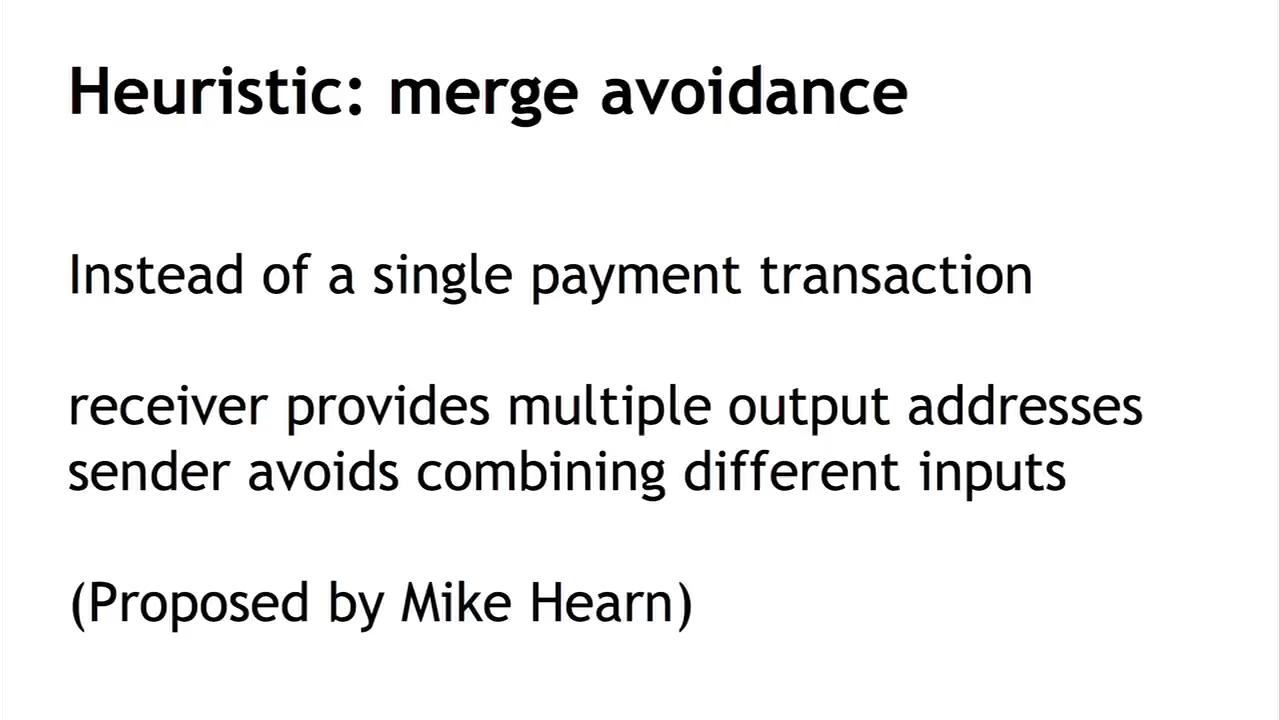 Heuristic: merge avoidance
Instead of a single payment transaction
receiver provides multiple output addresses
sender avoids combining different inputs
(Proposed by Mike Hearn)